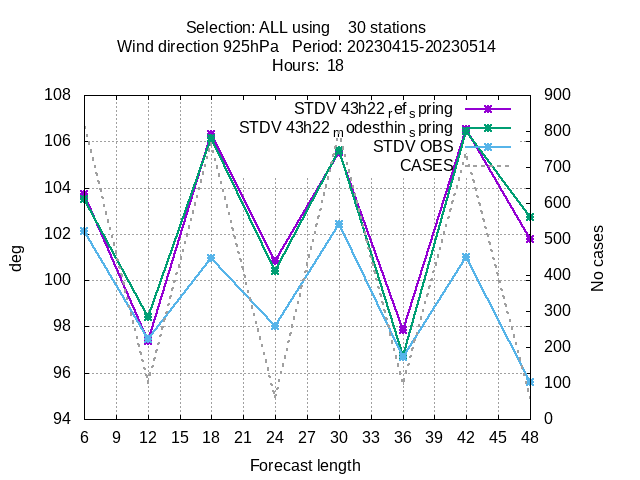 Selection: ALL using 30 stations
Wind direction 925hPa Period: 20230415-20230514
Hours: 18
STDV 43h22 ref spring
STDV 43h22 modesthin spring
STDV OBS
CASES
108
106
104
102
100
98
96
94
900
800
700
600
500
400
300
200
100
0
deg
No cases
6 9 12 15 18 21 24 27 30 33 36 39 42 45 48
Forecast length